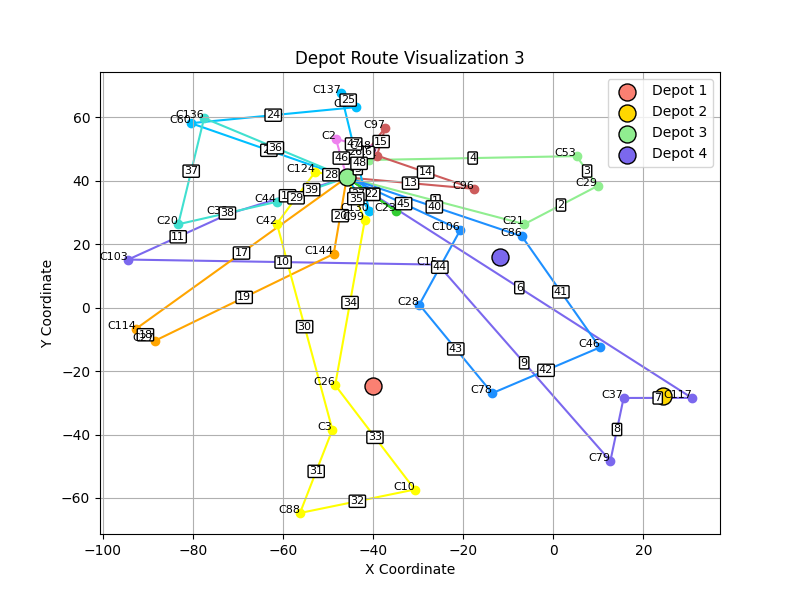 Depot Route Visualization 3
Y Coordinate
X Coordinate
60
40
20
0
−20
−40
−60
−100
−80
−60
−40
−20
0
20
Depot 1
Depot 2
Depot 3
Depot 4
C137
C136
C60
24
25
C97
C2
15
47
46
48
4
C53
3
C29
36
37
C124
28
39
13
14
C96
2
C21
C86
C20
38
C44
29
35
22
45
40
C99
C106
11
C42
20
C103
17
10
C144
C15
44
6
41
19
34
C28
C114
30
43
9
42
C46
C26
C78
C37
7
C117
C3
33
8
31
C79
C10
C88
32